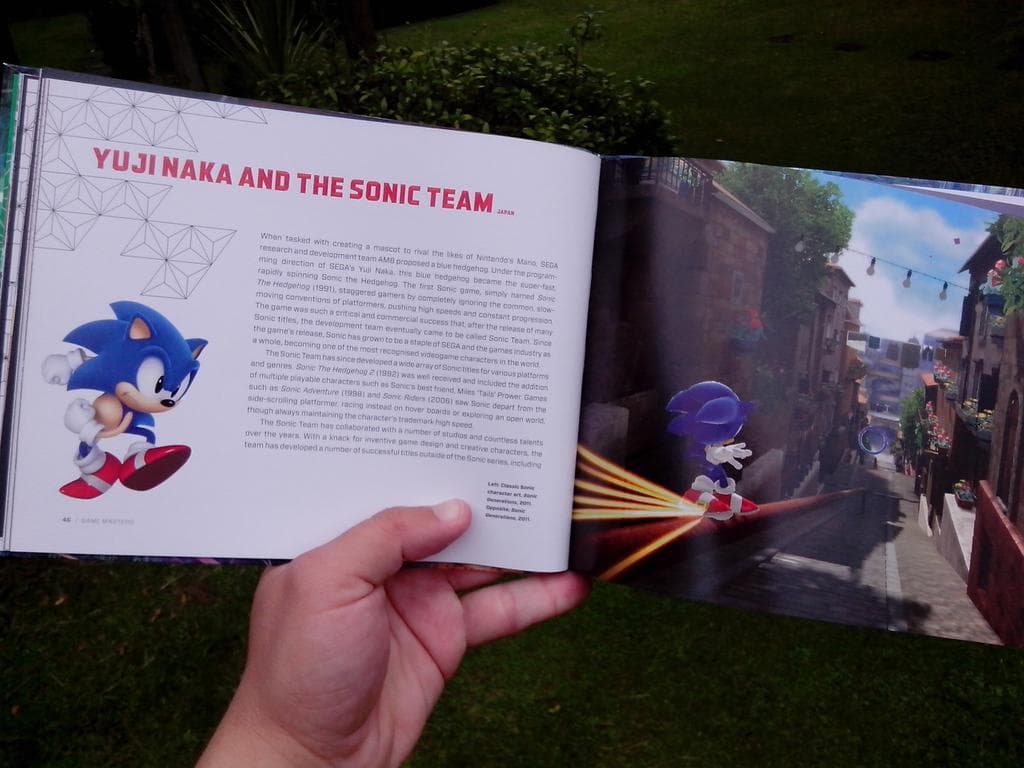 YUJI NAKA AND THE SONIC TEAM JAPAN
When tasked with creating a mascot to rival the likes of Nintendo's Mario, SEGA
research and development team AM8 proposed a blue hedgehog. Under the program-
ming direction of SEGA's Yuji Naka, this blue hedgehog became the super-fast,
rapidly spinning Sonic the Hedgehog. The first Sonic game, simply named Sonic
The Hedgehog (1991), staggered gamers by completely ignoring the common, slow-
moving conventions of platformers, pushing high speeds and constant progression.
The game was such a critical and commercial success that, after the release of many
Sonic titles, the development team eventually came to be called Sonic Team. Since
the game's release, Sonic has grown to be a staple of SEGA and the games industry as
a whole, becoming one of the most recognised videogame characters in the world.
The Sonic Team has since developed a wide array of Sonic titles for various platforms
and genres. Sonic The Hedgehog 2 (1992) was well received and included the addition
of multiple playable characters such as Sonic's best friend, Miles 'Tails' Prower. Games
such as Sonic Adventure (1998) and Sonic Riders (2006) saw Sonic depart from the
side-scrolling platformer, racing instead on hover boards or exploring an open world,
though always maintaining the character's trademark high speed.
The Sonic Team has collaborated with a number of studios and countless talents
over the years. With a knack for inventive game design and creative characters, the
team has developed a number of successful titles outside of the Sonic series, including
Left: Classic Sonic
character art, Sonic
Generations, 2011.
Opposite: Sonic
Generations, 2011.
46 / GAME MASTERS